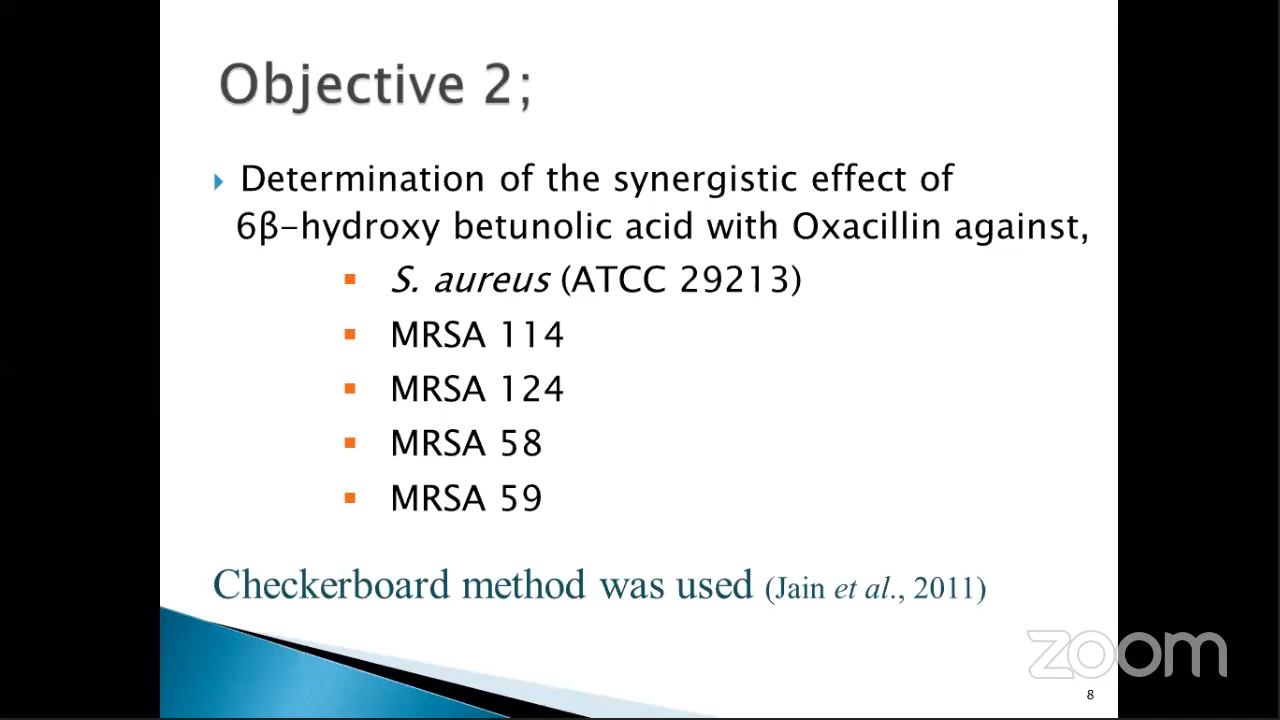 Objective 2;
Determination of the synergistic effect of
6β-hydroxy betunolic acid with Oxacillin against,
S. aureus (ATCC 29213)
MRSA 114
MRSA 124
MRSA 58
MRSA 59
Checkerboard method was used (Jain et al., 2011)
zoom
8